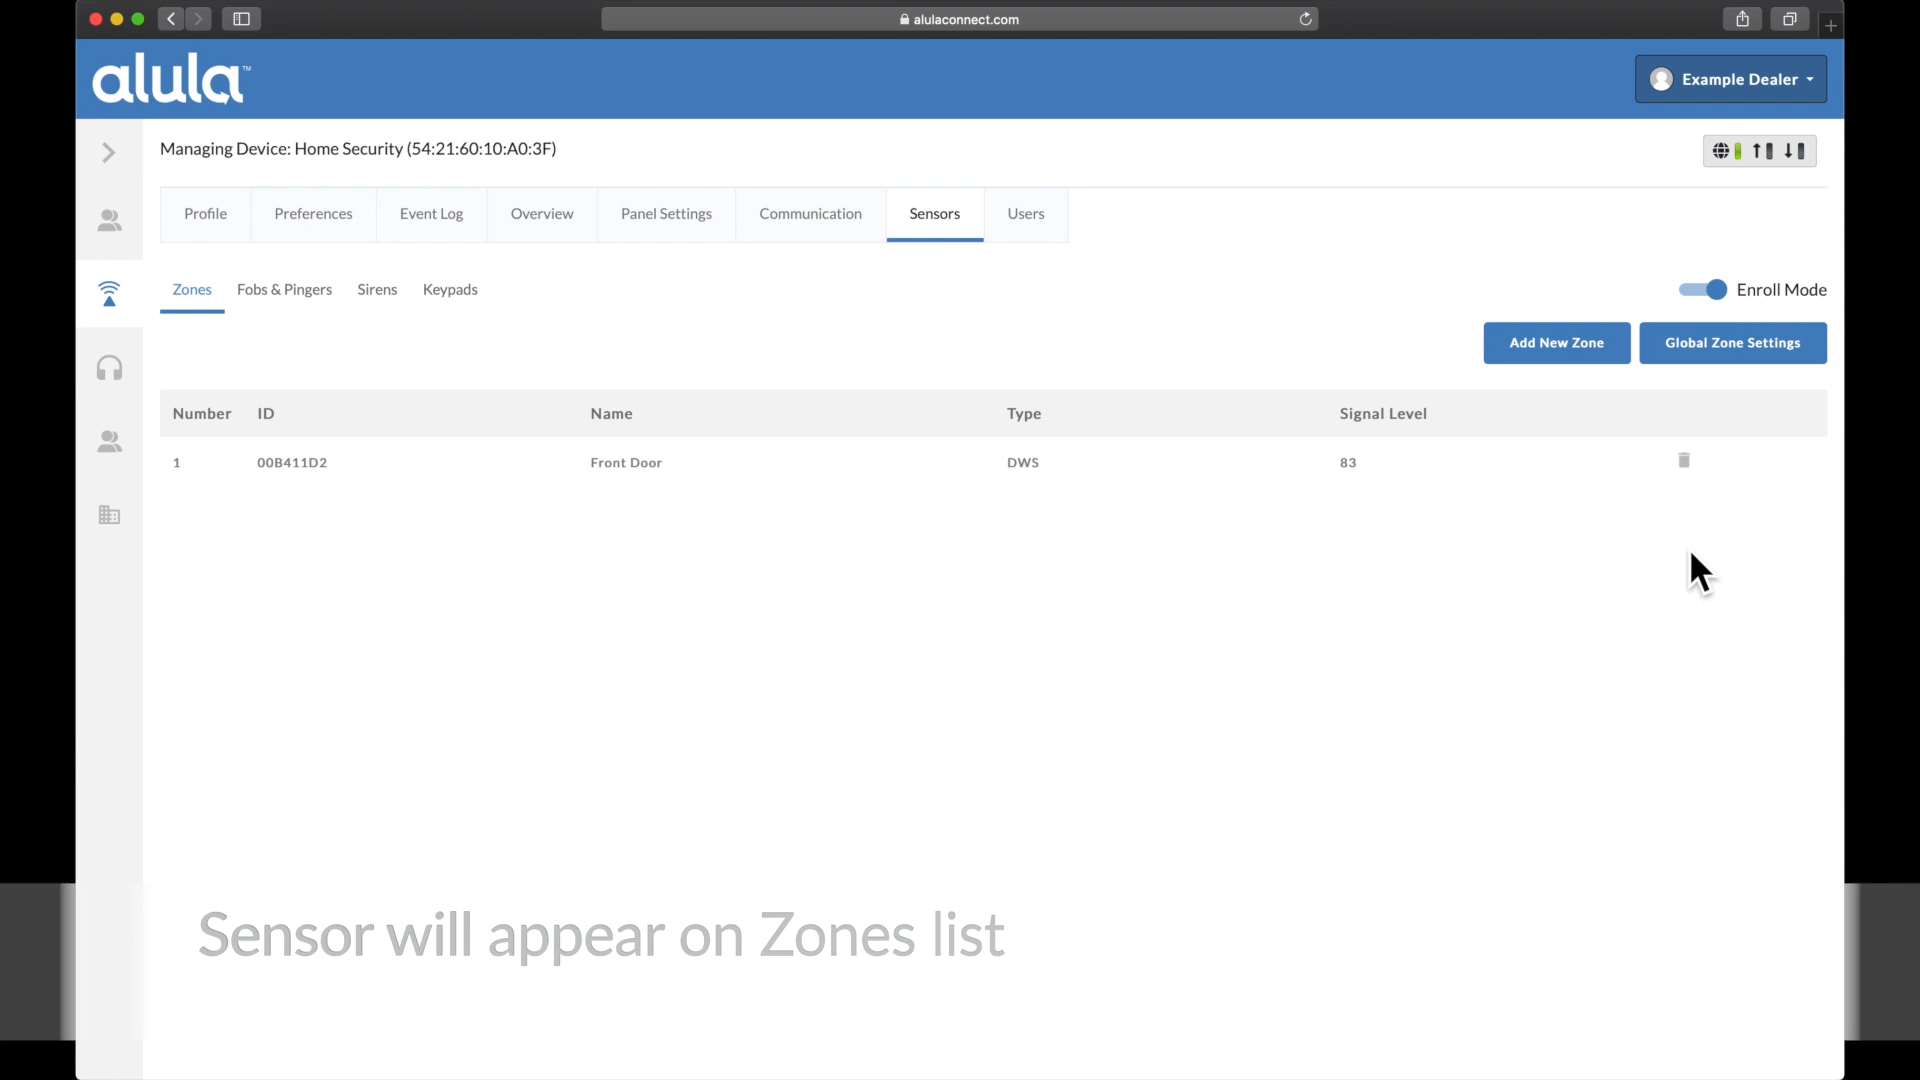 alulaconnect.com
alula™
Example Dealer
Managing Device: Home Security (54:21:60:10:A0:3F)
Profile
Preferences
Event Log
Overview
Panel Settings
Communication
Sensors
Users
Zones
Fobs & Pingers
Sirens
Keypads
Enroll Mode
Add New Zone
Global Zone Settings
Number ID Name Type Signal Level
1 00B411D2 Front Door DWS 83
Sensor will appear on Zones list